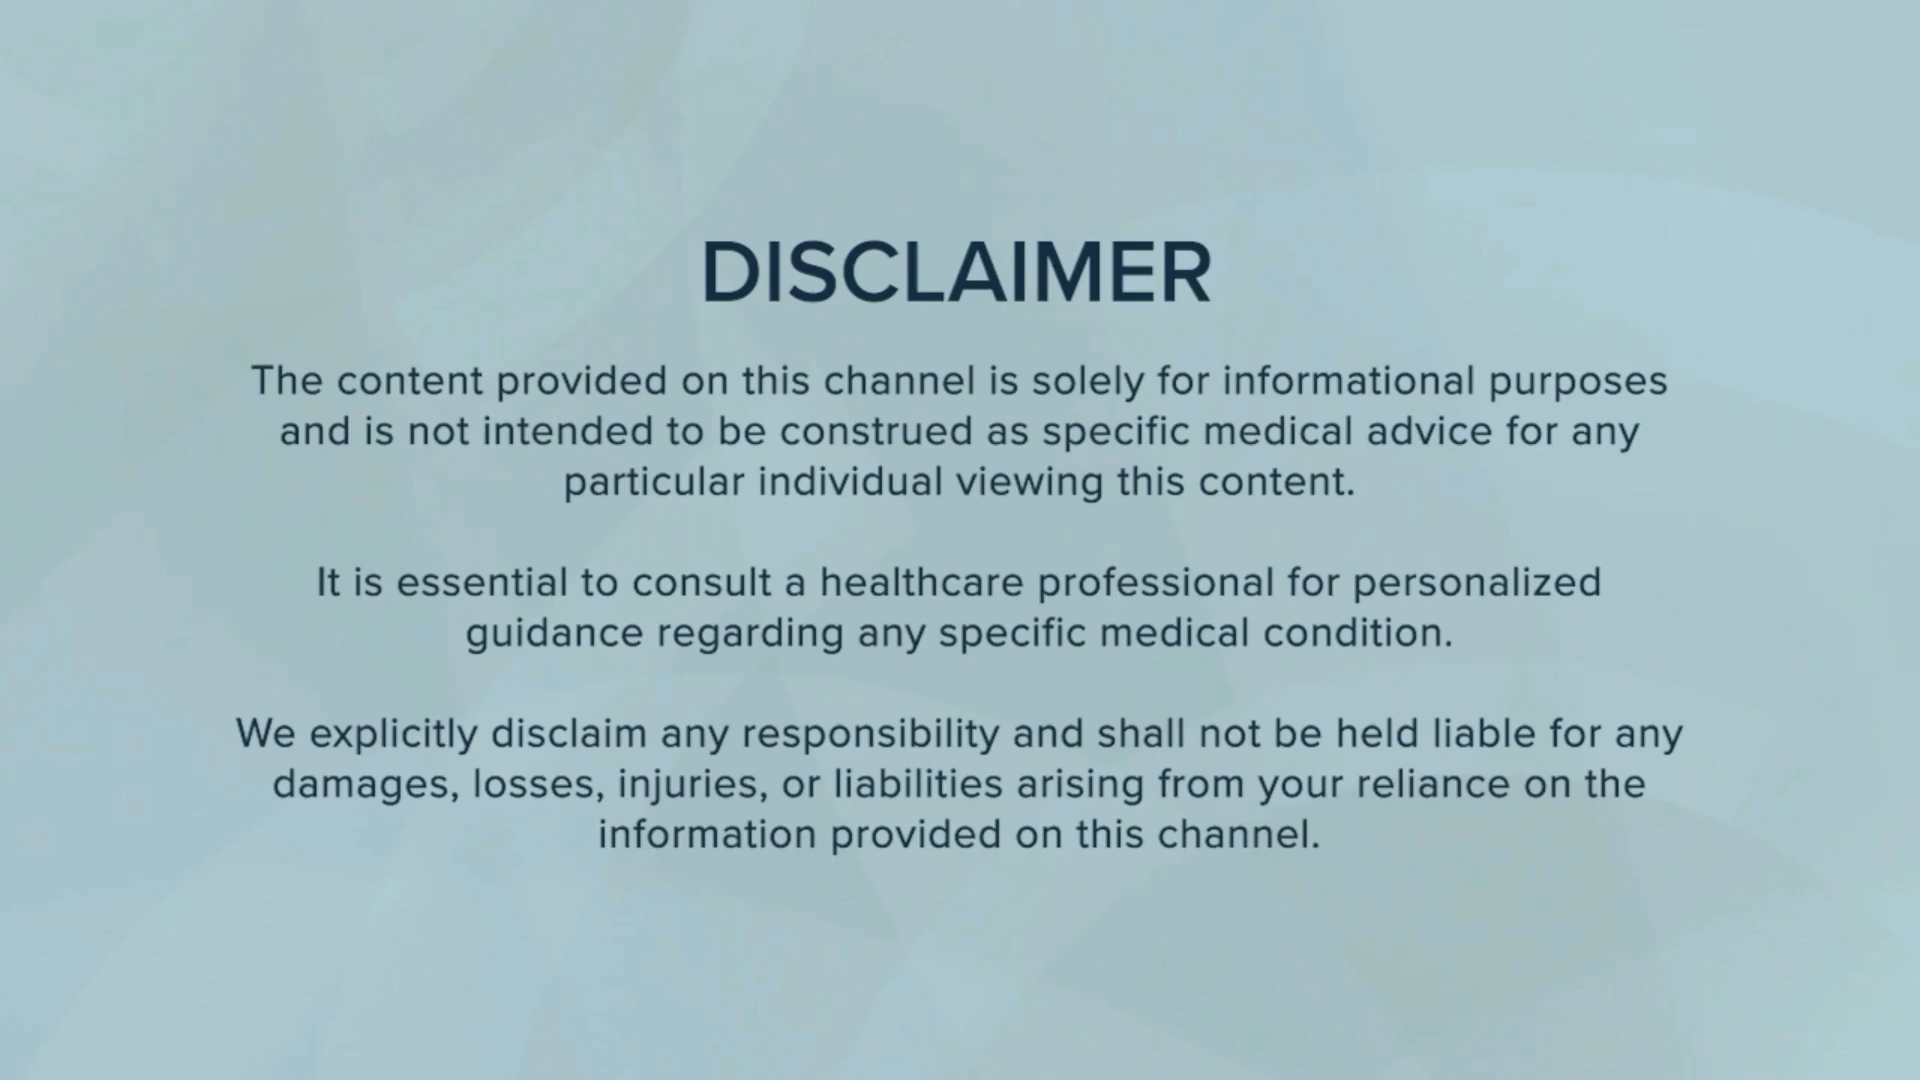 DISCLAIMER
The content provided on this channel is solely for informational purposes
and is not intended to be construed as specific medical advice for any
particular individual viewing this content.
It is essential to consult a healthcare professional for personalized
guidance regarding any specific medical condition.
We explicitly disclaim any responsibility and shall not be held liable for any
damages, losses, injuries, or liabilities arising from your reliance on the
information provided on this channel.